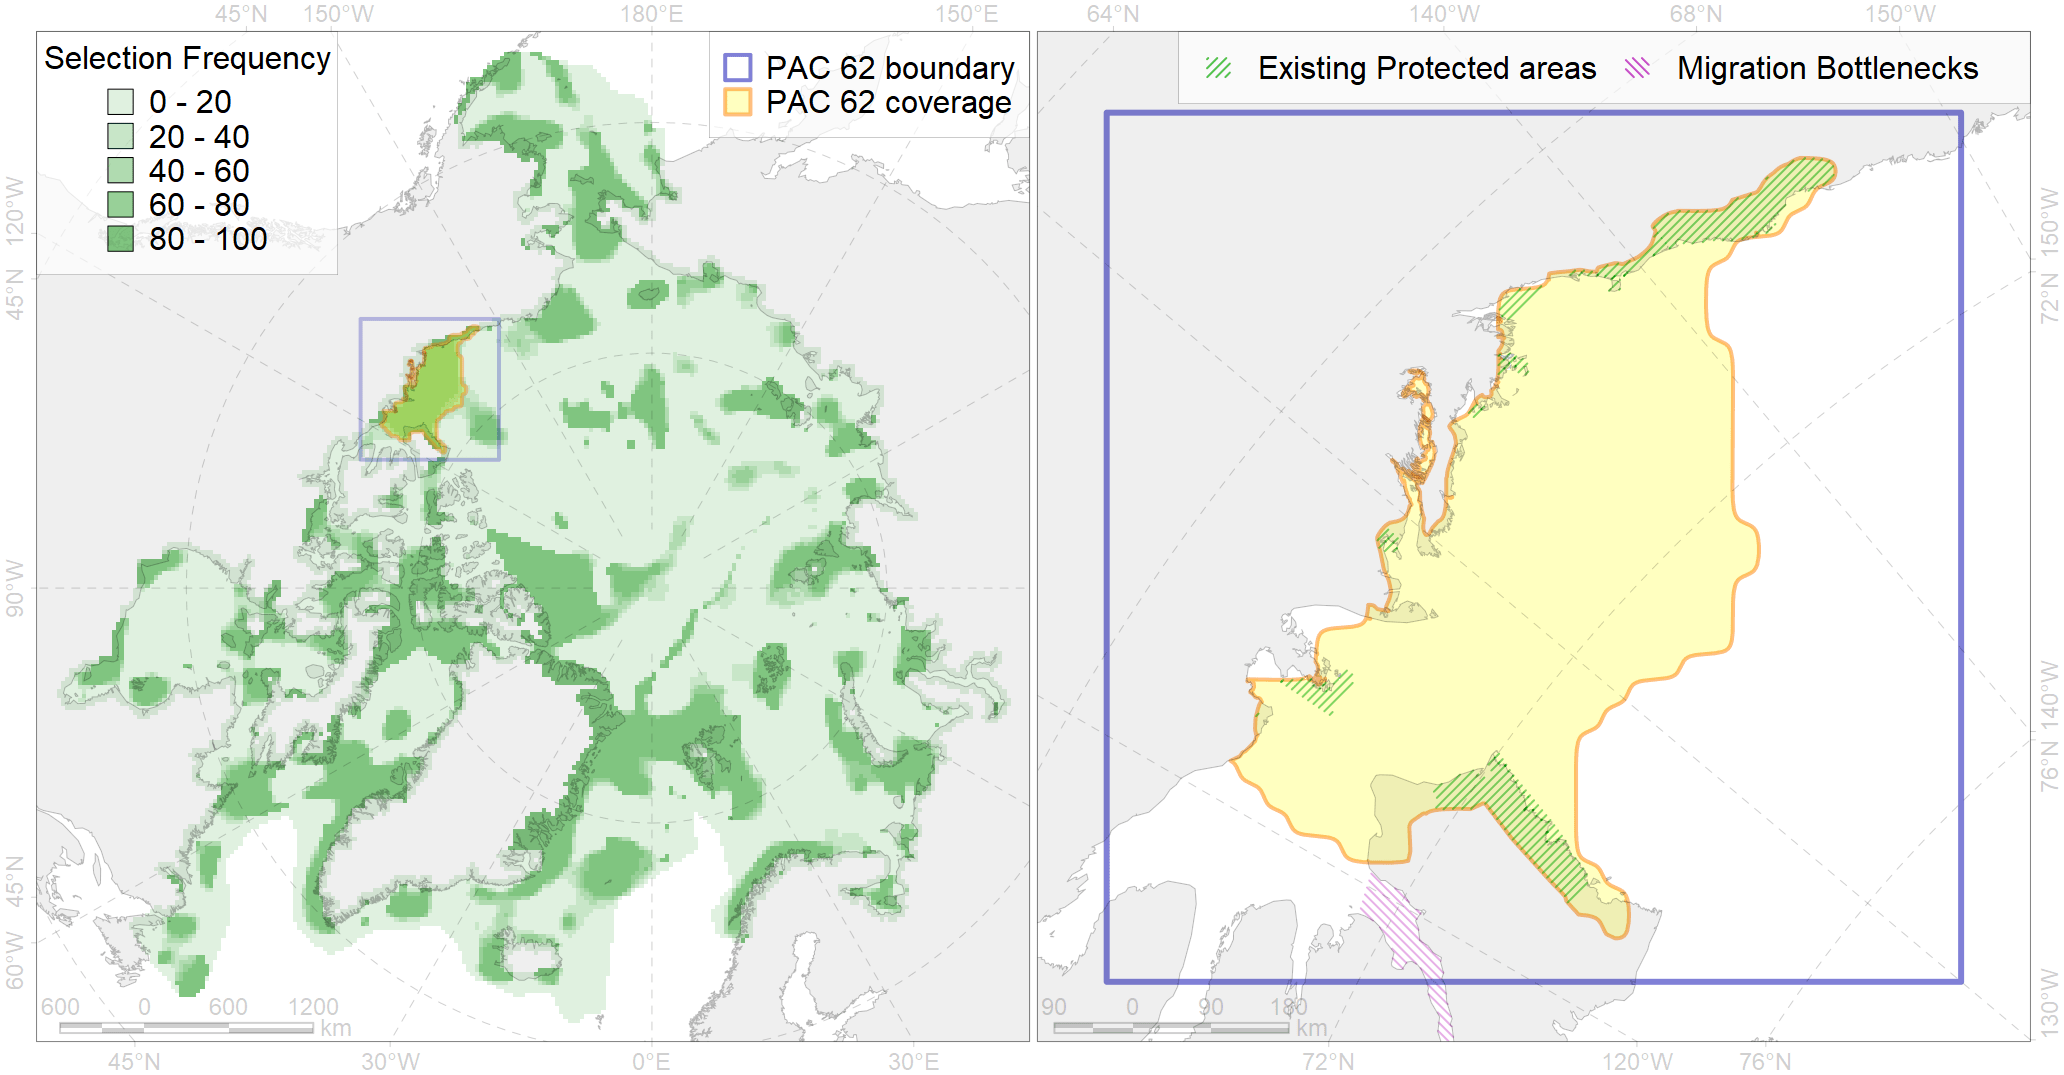 45°N 150°W 180°E 150°E 64°N 140°W 68°N 150°W
Selection Frequency
0 - 20
20 - 40
40 - 60
60 - 80
80 - 100
PAC 62 boundary
PAC 62 coverage
Existing Protected areas
Migration Bottlenecks
120°W
45°N
90°W
45°N
60°W
150°W
72°N
140°W
76°N
130°W
600 0 600 1200
km
90 0 90 180
km
45°N 30°W 0°E 30°E 72°N 120°W 76°N